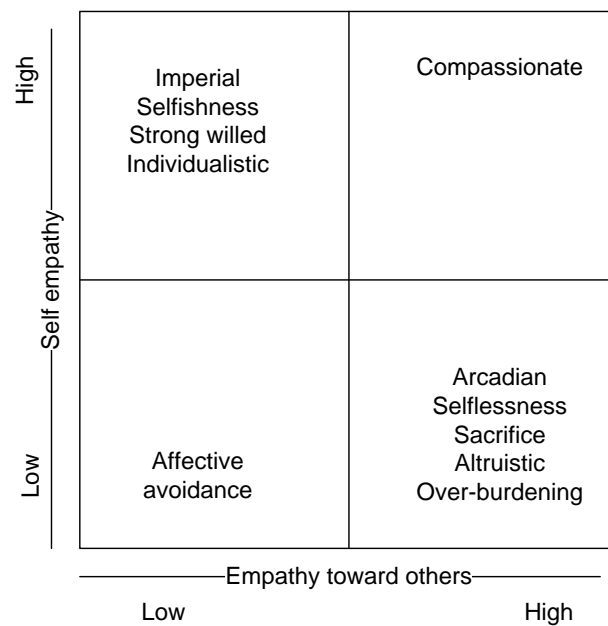 High
Self empathy
Low
Imperial
Selfishness
Strong willed
Individualistic
Compassionate
Affective
avoidance
Arcadian
Selflessness
Sacrifice
Altruistic
Over-burdening
Empathy toward others
Low
High